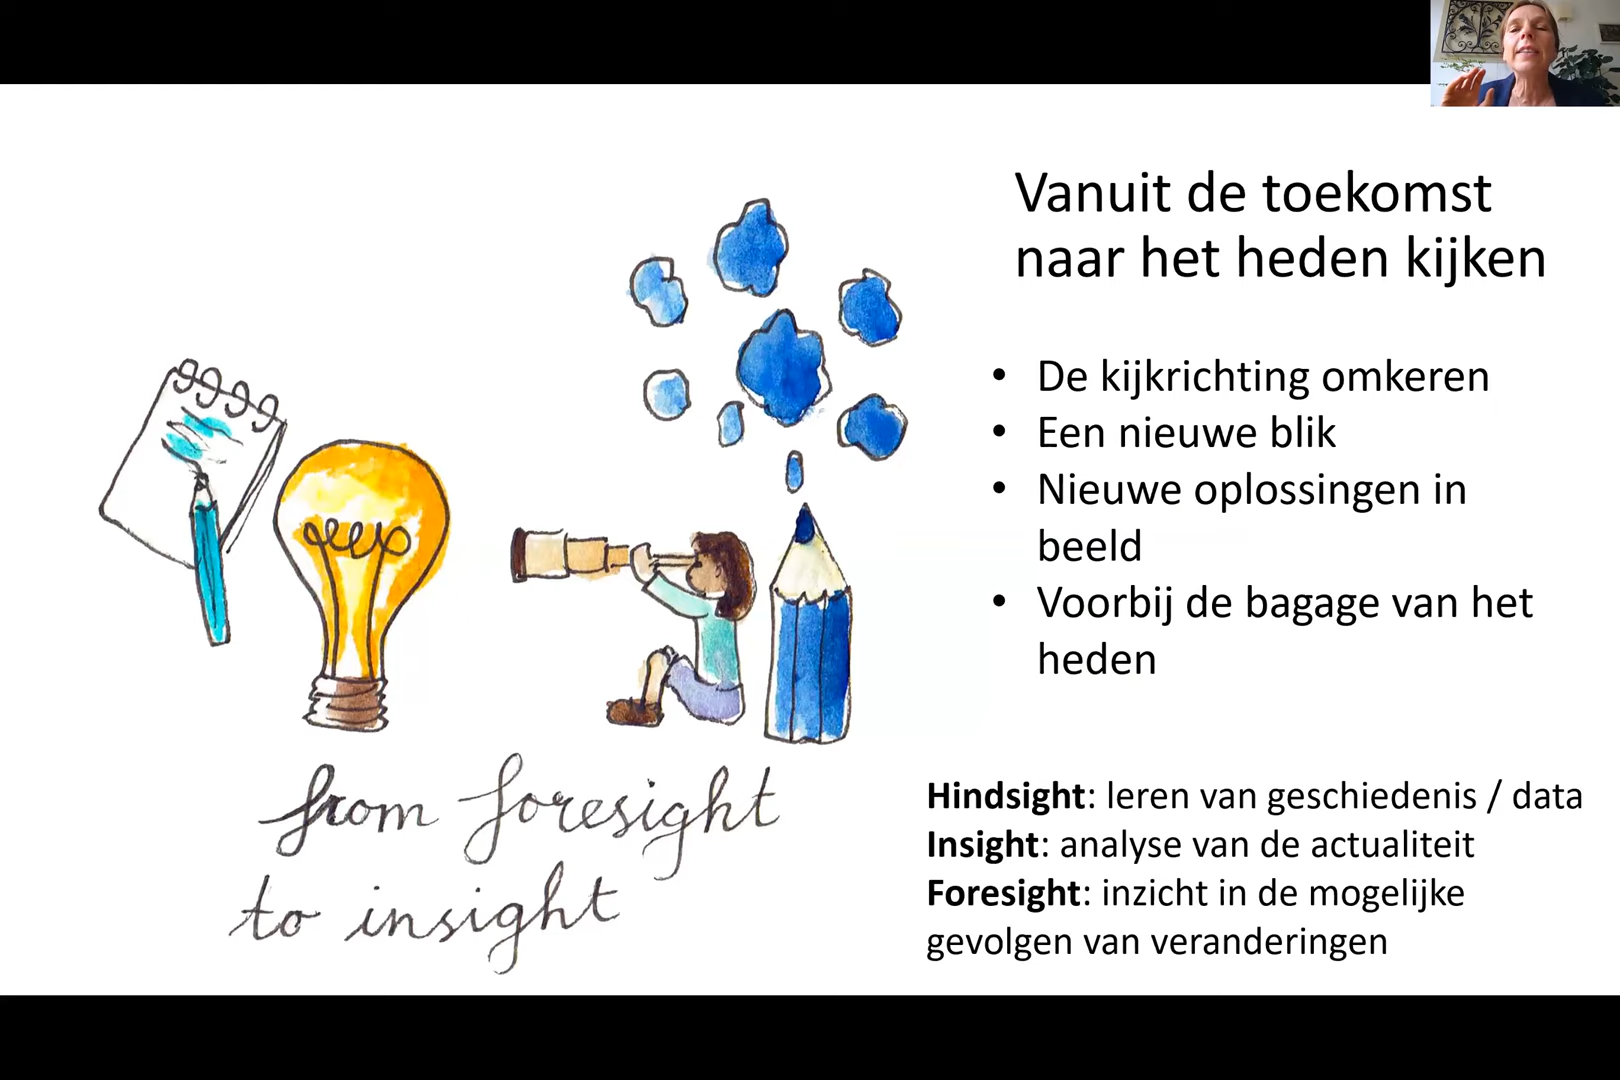 Vanuit de toekomst
naar het heden kijken
• De kijkrichting omkeren
• Een nieuwe blik
• Nieuwe oplossingen in
beeld
• Voorbij de bagage van het
heden
from foresight
to insight
Hindsight: leren van geschiedenis / data
Insight: analyse van de actualiteit
Foresight: inzicht in de mogelijke
gevolgen van veranderingen